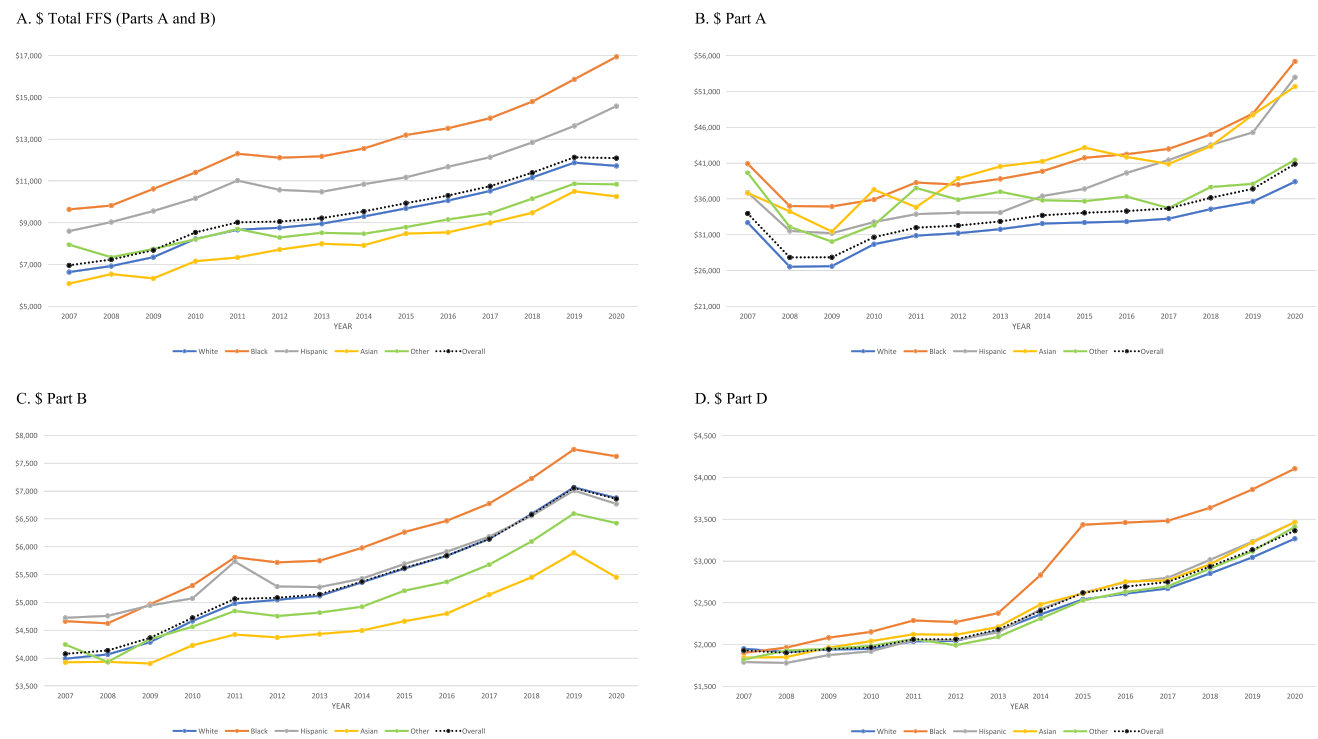 A. $ Total FFS (Parts A and B)
$17,000
$15,000
$13,000
$11,000
$9,000
$7,000
$5,000
2007 2008 2009 2010 2011 2012 2013 2014 2015 2016 2017 2018 2019 2020
YEAR
White Black Hispanic Asian Other Overall
B. $ Part A
$56,000
$51,000
$46,000
$41,000
$36,000
$31,000
$26,000
$21,000
2007 2008 2009 2010 2011 2012 2013 2014 2015 2016 2017 2018 2019 2020
YEAR
White Black Hispanic Asian Other Overall
C. $ Part B
$8,000
$7,500
$7,000
$6,500
$6,000
$5,500
$5,000
$4,500
$4,000
$3,500
2007 2008 2009 2010 2011 2012 2013 2014 2015 2016 2017 2018 2019 2020
YEAR
White Black Hispanic Asian Other Overall
D. $ Part D
$4,500
$4,000
$3,500
$3,000
$2,500
$2,000
$1,500
2007 2008 2009 2010 2011 2012 2013 2014 2015 2016 2017 2018 2019 2020
YEAR
White Black Hispanic Asian Other Overall